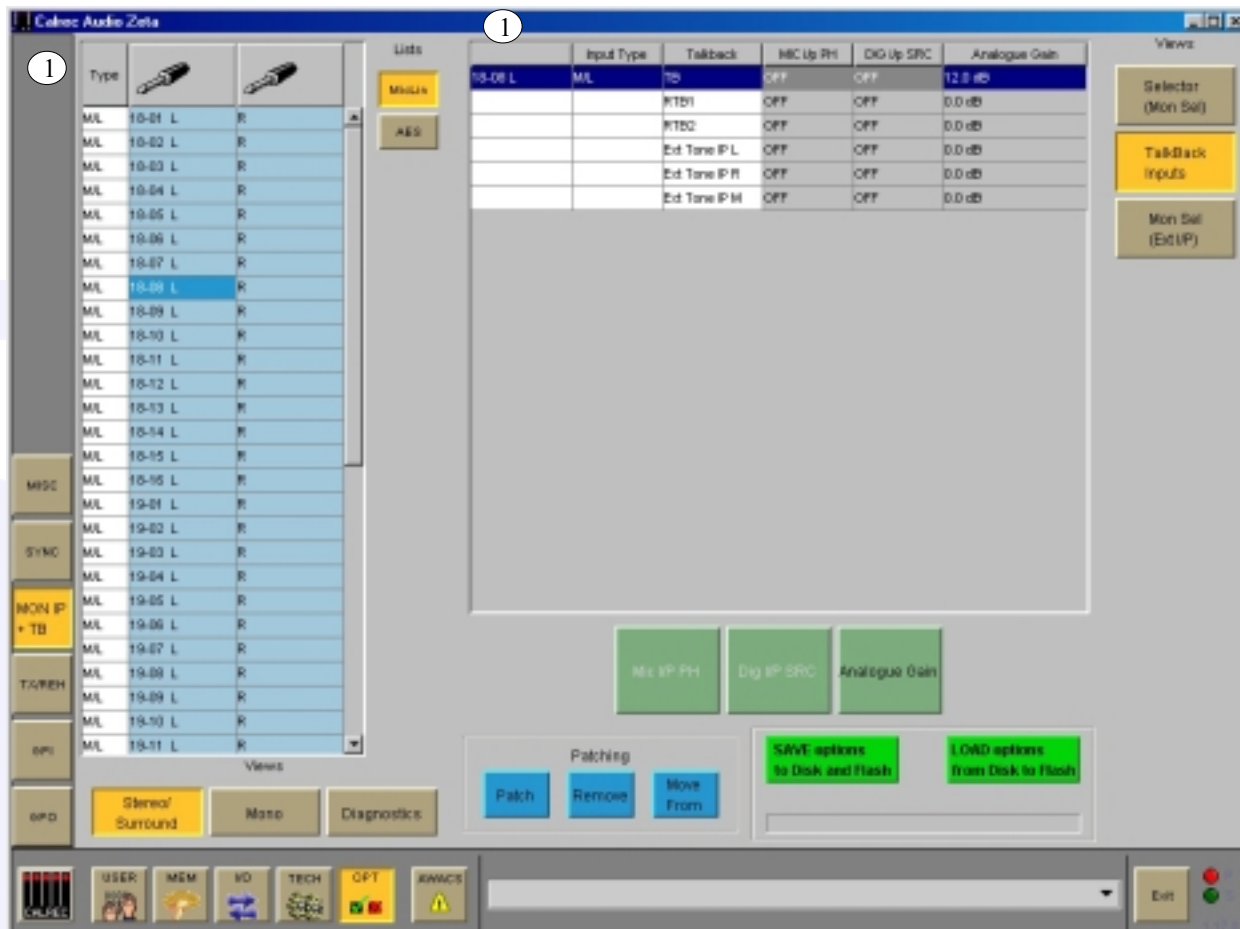 Calrec Audio Zeta
1
1
Type
M/L 18-01 L R
M/L 18-02 L R
M/L 18-03 L R
M/L 18-04 L R
M/L 18-05 L R
M/L 18-06 L R
M/L 18-07 L R
M/L 18-08 L R
M/L 18-09 L R
M/L 18-10 L R
M/L 18-11 L R
M/L 18-12 L R
M/L 18-13 L R
M/L 18-14 L R
M/L 18-15 L R
M/L 18-16 L R
M/L 19-01 L R
M/L 19-02 L R
M/L 19-03 L R
M/L 19-04 L R
M/L 19-05 L R
M/L 19-06 L R
M/L 19-07 L R
M/L 19-08 L R
M/L 19-09 L R
M/L 19-10 L R
M/L 19-11 L R
Lists
Mic/Lin
AES
Input Type Talkback MIC I/p PH DIG I/p SRC Analogue Gain
18-08 L M/L TB OFF OFF 12.0 dB
RTB1 OFF OFF 0.0 dB
RTB2 OFF OFF 0.0 dB
Ext Tone IP L OFF OFF 0.0 dB
Ext Tone IP R OFF OFF 0.0 dB
Ext Tone IP M OFF OFF 0.0 dB
Views
Selector
(Mon Sel)
TalkBack
Inputs
Mon Sel
(Ext I/P)
MISC
SYNC
MON IP
+ TB
TX/REH
GPI
GPO
Mic I/P PH
Dig I/P SRC
Analogue Gain
Patching
Patch
Remove
Move
From
SAVE options
to Disk and Flash
LOAD options
from Disk to Flash
Views
Stereo/
Surround
Mono
Diagnostics
CALREC
USER
MEM
I/O
TECH
OPT
AWACS
Exit